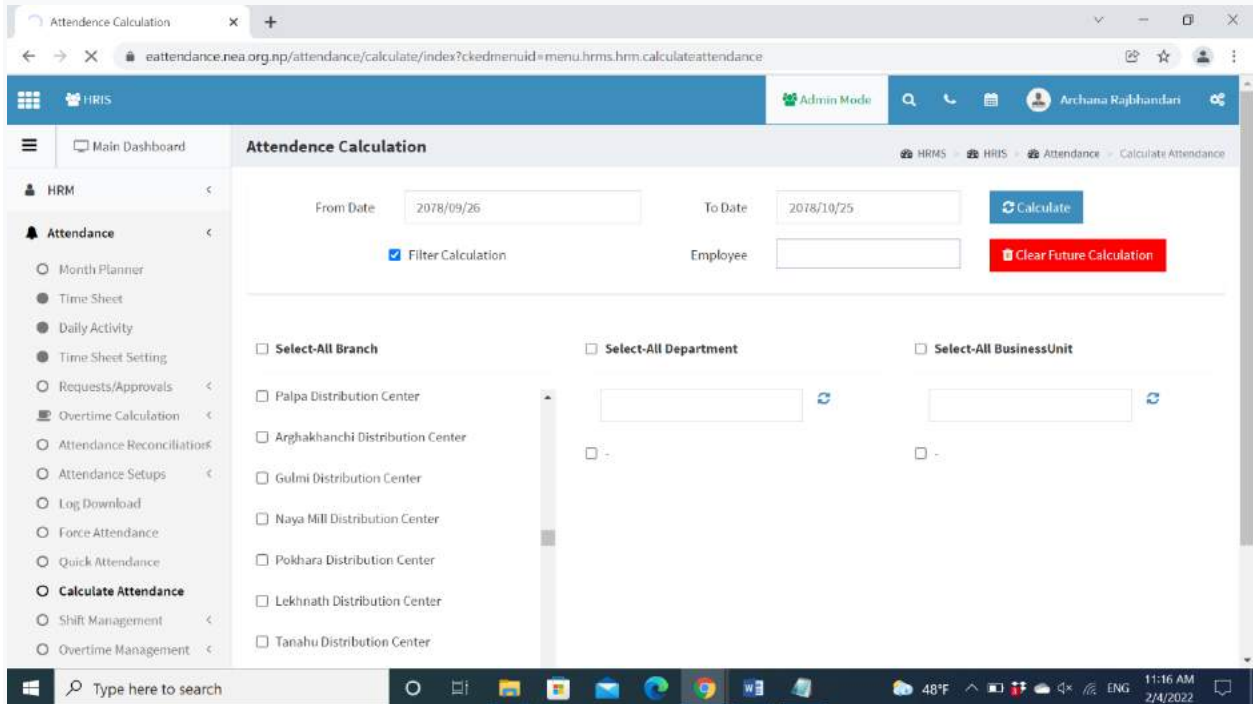 Attendence Calculation
eattendance.nea.org.np/attendance/calculate/index?ckedmenuid=menu.hrms.hrm.calculateattendance
HRIS
Admin Mode
Archana Rajbhandari
Main Dashboard
Attendence Calculation
HRMS > HRIS > Attendance > Calculate Attendance
HRM
Attendance
Month Planner
Time Sheet
Daily Activity
Time Sheet Setting
Requests/Approvals
Overtime Calculation
Attendance Reconciliation
Attendance Setups
Log Download
Force Attendance
Quick Attendance
Calculate Attendance
Shift Management
Overtime Management
From Date 2078/09/26 To Date 2078/10/25 Calculate
Filter Calculation Employee Clear Future Calculation
Select-All Branch Select-All Department Select-All BusinessUnit
Palpa Distribution Center
Arghakhanchi Distribution Center
- -
Gulmi Distribution Center
Naya Mill Distribution Center
Pokhara Distribution Center
Lekhnath Distribution Center
Tanahu Distribution Center
Type here to search
48°F ENG 11:16 AM
2/4/2022